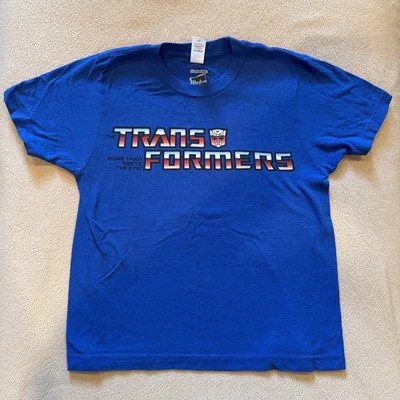 TRANS
FORMERS
MORE THAN
MEETS
THE EYE!